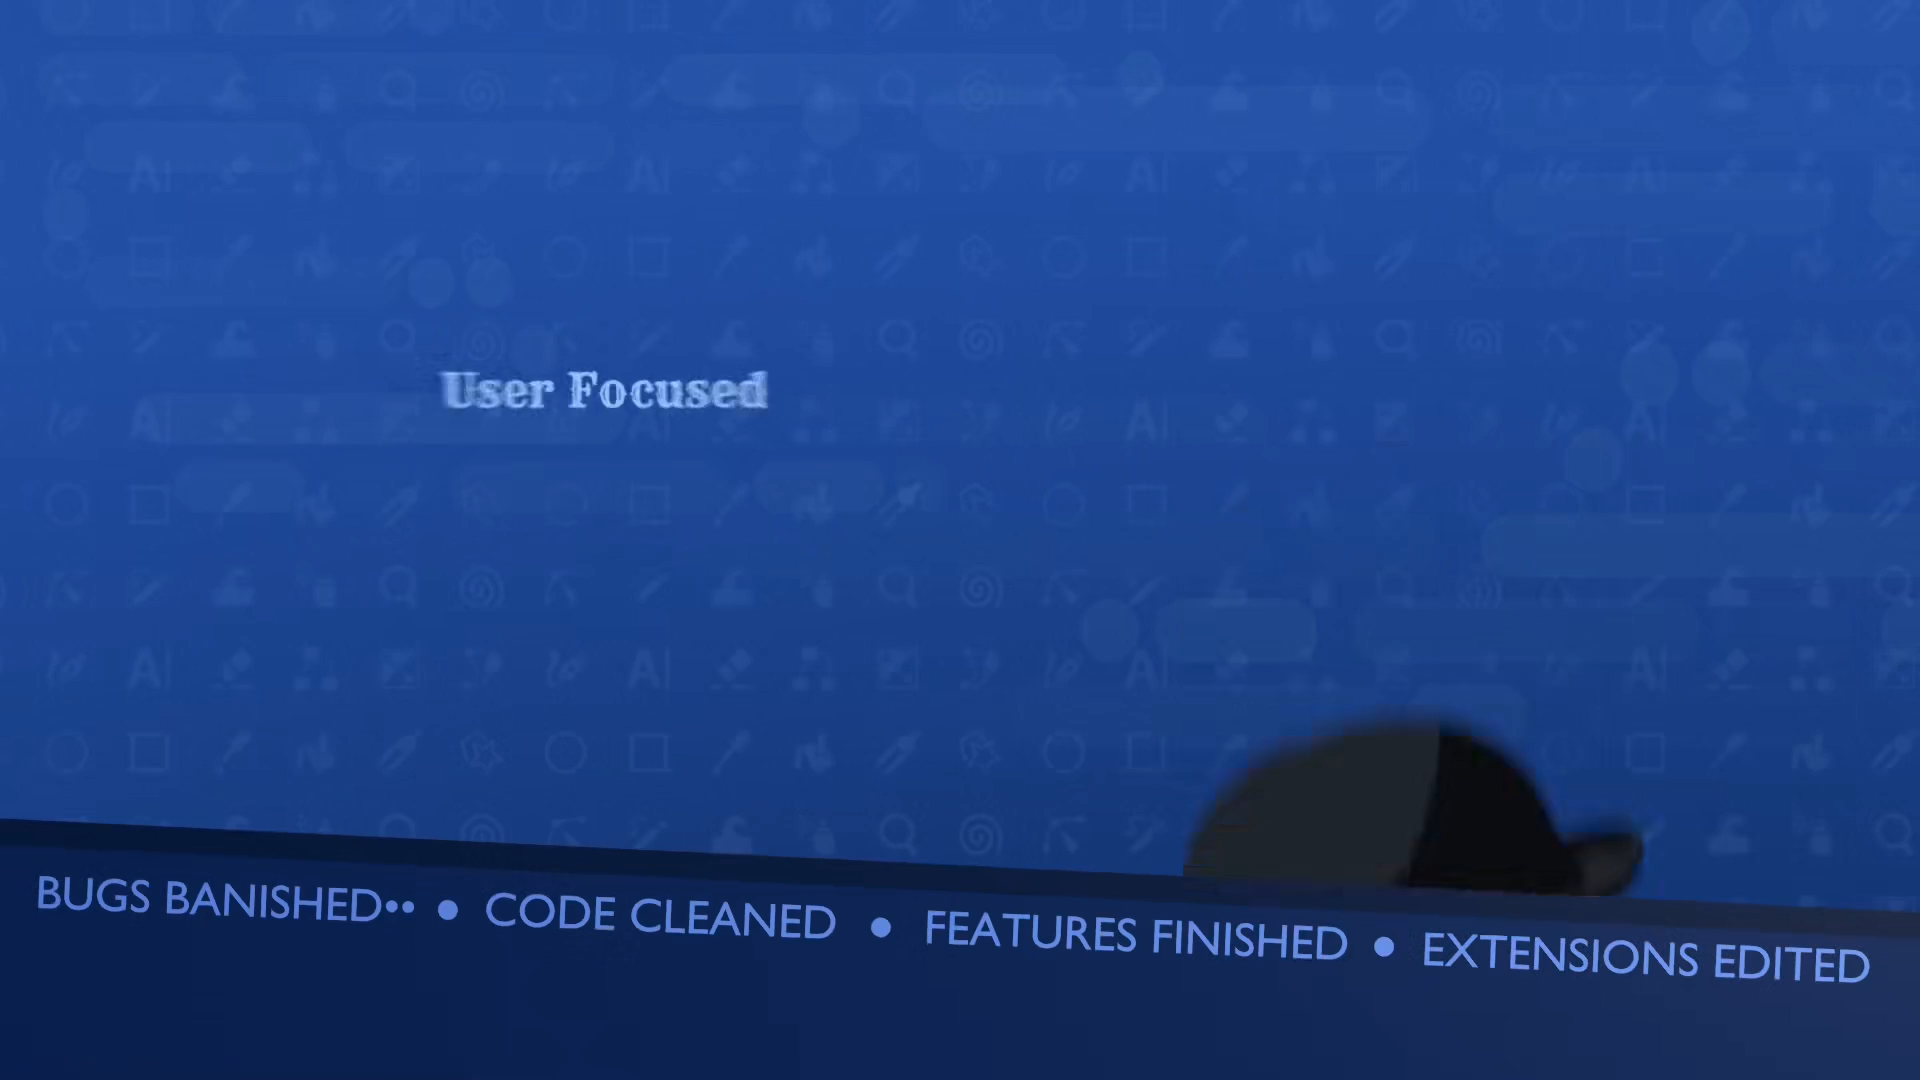 User Focused
BUGS BANISHED•• • CODE CLEANED • FEATURES FINISHED • EXTENSIONS EDITED